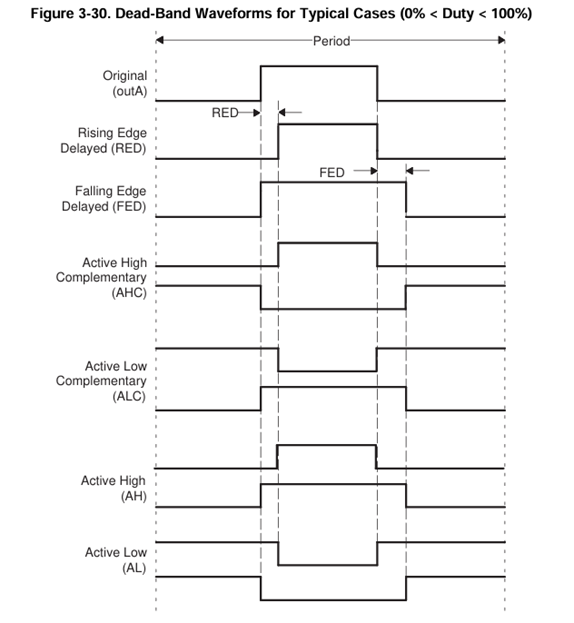 Figure 3-30. Dead-Band Waveforms for Typical Cases (0% < Duty < 100%)
Period
Original
(outA)
RED
Rising Edge
Delayed (RED)
FED
Falling Edge
Delayed (FED)
Active High
Complementary
(AHC)
Active Low
Complementary
(ALC)
Active High
(AH)
Active Low
(AL)